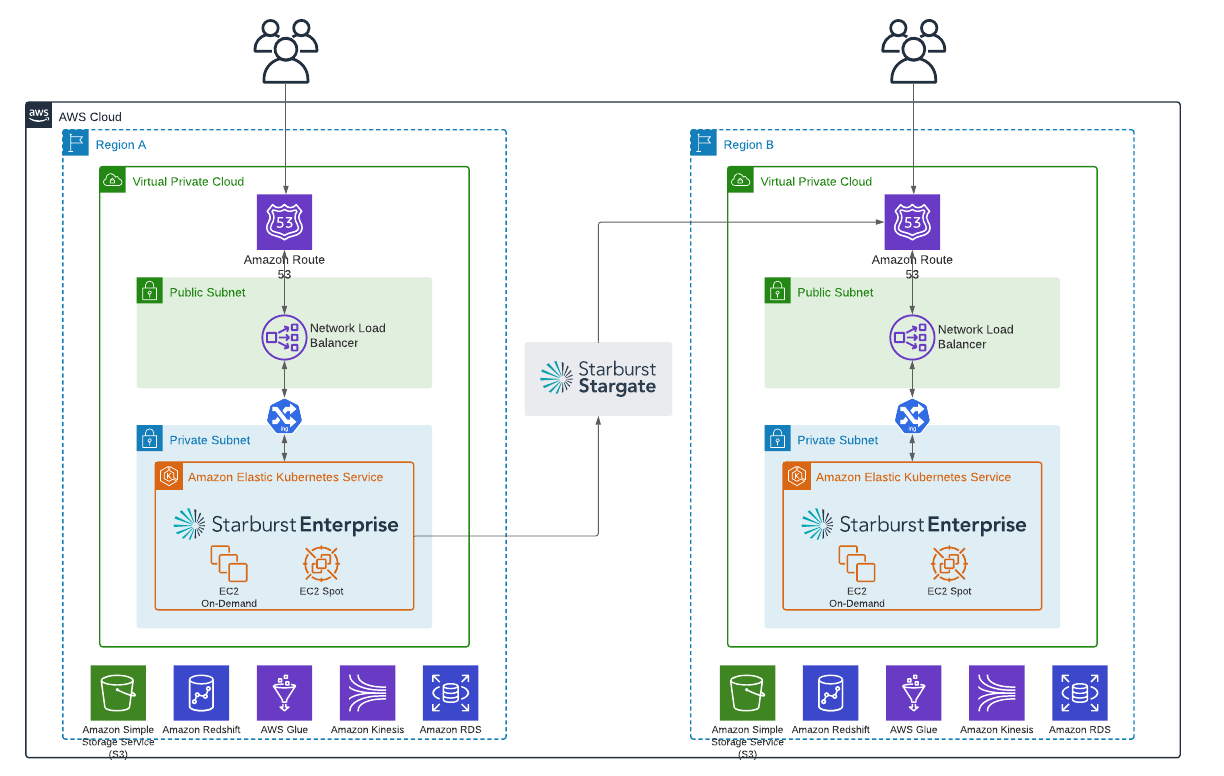 aws
AWS Cloud
Region A
Virtual Private Cloud
53
Amazon Route
53
Public Subnet
Network Load
Balancer
ing
Private Subnet
Amazon Elastic Kubernetes Service
K
Starburst Enterprise
EC2
On-Demand
EC2 Spot
Amazon Simple
Storage Service
(S3)
Amazon Redshift
AWS Glue
Amazon Kinesis
Amazon RDS
Starburst
Stargate
Region B
Virtual Private Cloud
53
Amazon Route
53
Public Subnet
Network Load
Balancer
ing
Private Subnet
Amazon Elastic Kubernetes Service
K
Starburst Enterprise
EC2
On-Demand
EC2 Spot
Amazon Simple
Storage Service
(S3)
Amazon Redshift
AWS Glue
Amazon Kinesis
Amazon RDS